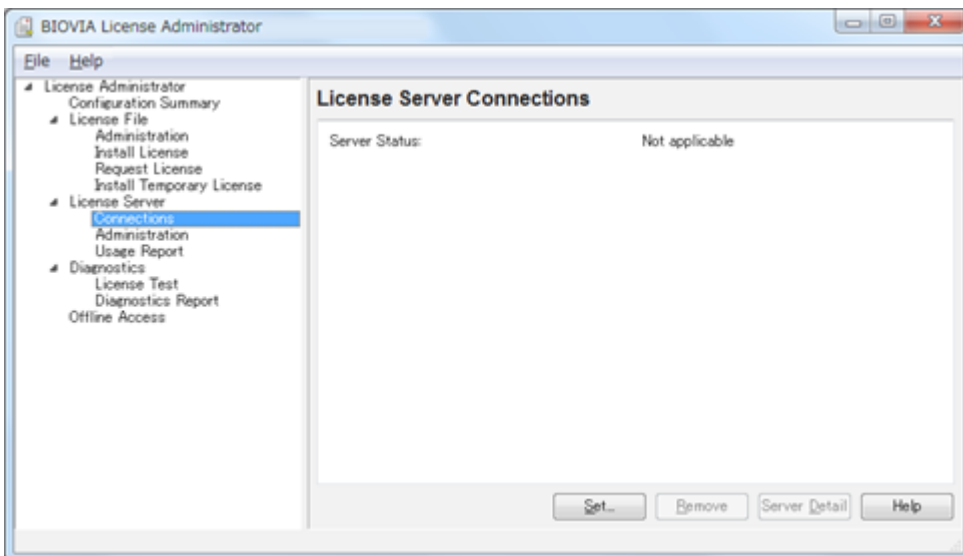 BIOVIA License Administrator
File Help
License Administrator
Configuration Summary
License File
Administration
Install License
Request License
Install Temporary License
License Server
Connections
Administration
Usage Report
Diagnostics
License Test
Diagnostics Report
Offline Access
License Server Connections
Server Status: Not applicable
Set... Remove Server Detail Help